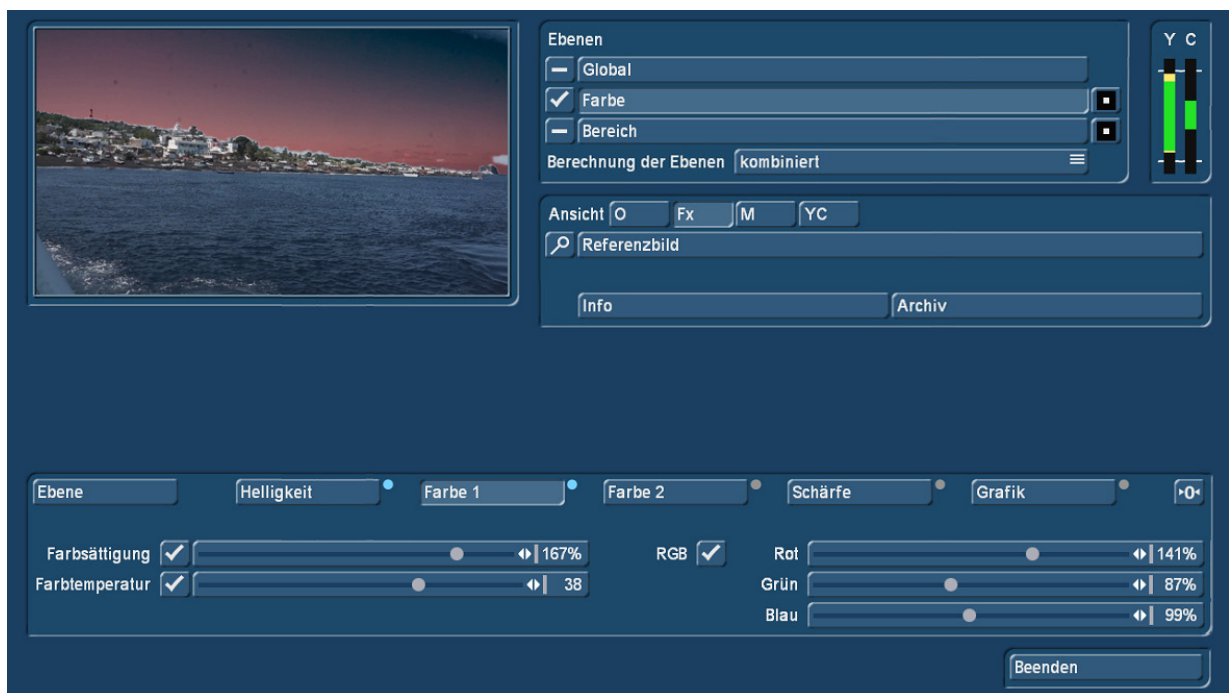 Ebenen
Global
Farbe
Bereich
Berechnung der Ebenen kombiniert
Y C
Ansicht O Fx M YC
Referenzbild
Info Archiv
Ebene Helligkeit Farbe 1 Farbe 2 Schärfe Grafik 0
Farbsättigung 167% RGB Rot 141%
Farbtemperatur 38 Grün 87%
Blau 99%
Beenden